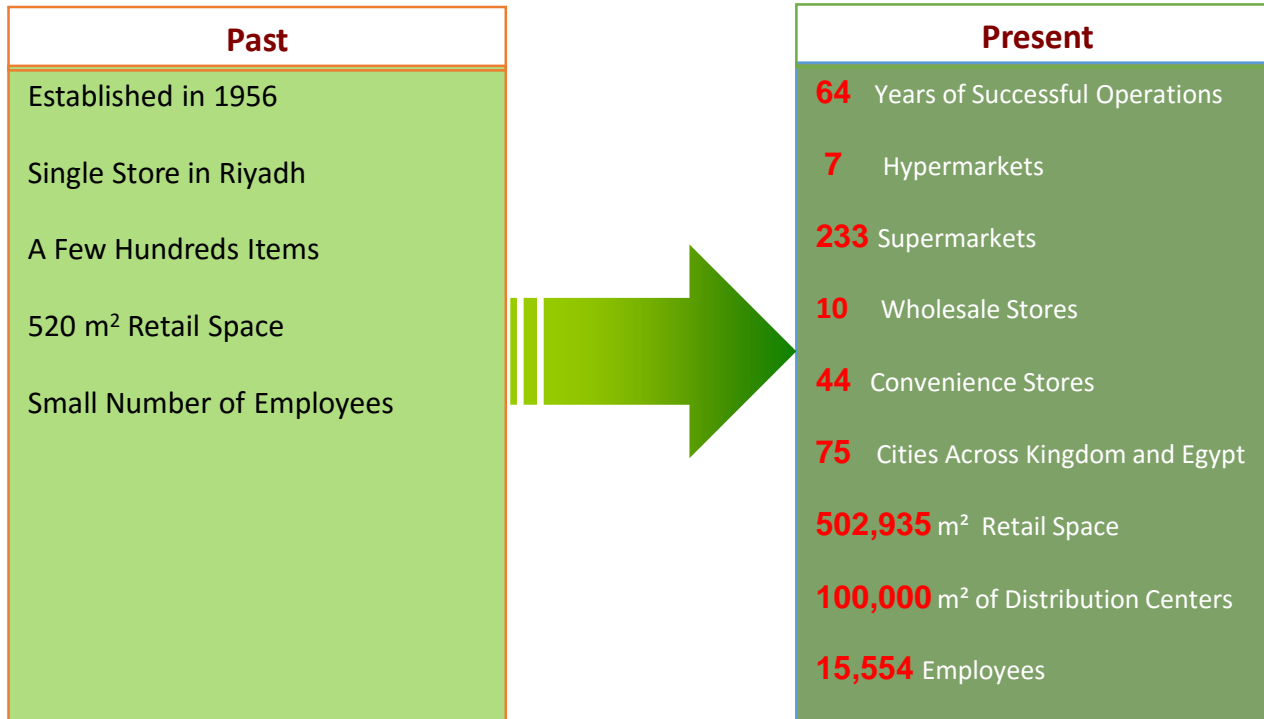 Past
Established in 1956
Single Store in Riyadh
A Few Hundreds Items
520 m² Retail Space
Small Number of Employees
Present
64 Years of Successful Operations
7 Hypermarkets
233 Supermarkets
10 Wholesale Stores
44 Convenience Stores
75 Cities Across Kingdom and Egypt
502,935 m² Retail Space
100,000 m² of Distribution Centers
15,554 Employees